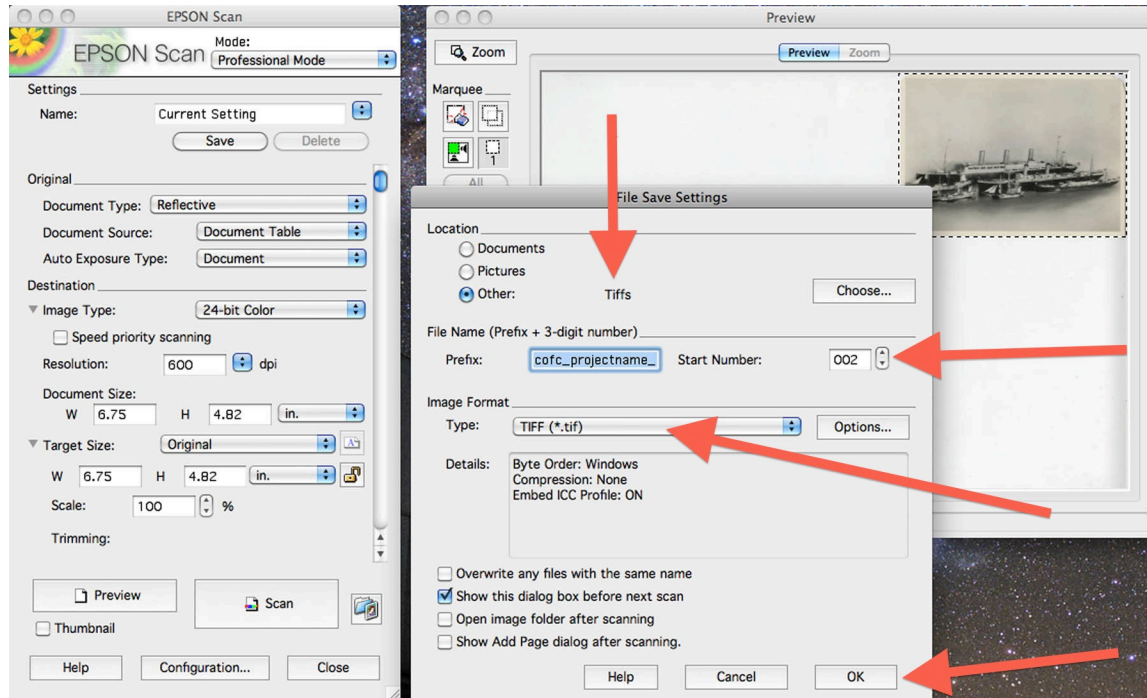 EPSON Scan
EPSON Scan
Mode:
Professional Mode
Settings
Name: Current Setting
Save Delete
Original
Document Type: Reflective
Document Source: Document Table
Auto Exposure Type: Document
Destination
Image Type: 24-bit Color
Speed priority scanning
Resolution: 600 dpi
Document Size:
W 6.75 H 4.82 in.
Target Size: Original
W 6.75 H 4.82 in.
Scale: 100 %
Trimming:
Preview
Scan
Thumbnail
Help Configuration... Close
Preview
Zoom
Preview Zoom
Marquee
1
All
File Save Settings
Location
Documents
Pictures
Other: Tiffs Choose...
File Name (Prefix + 3-digit number)
Prefix: cofc_projectname_ Start Number: 002
Image Format
Type: TIFF (*.tif) Options...
Details: Byte Order: Windows
Compression: None
Embed ICC Profile: ON
Overwrite any files with the same name
Show this dialog box before next scan
Open image folder after scanning
Show Add Page dialog after scanning.
Help Cancel OK